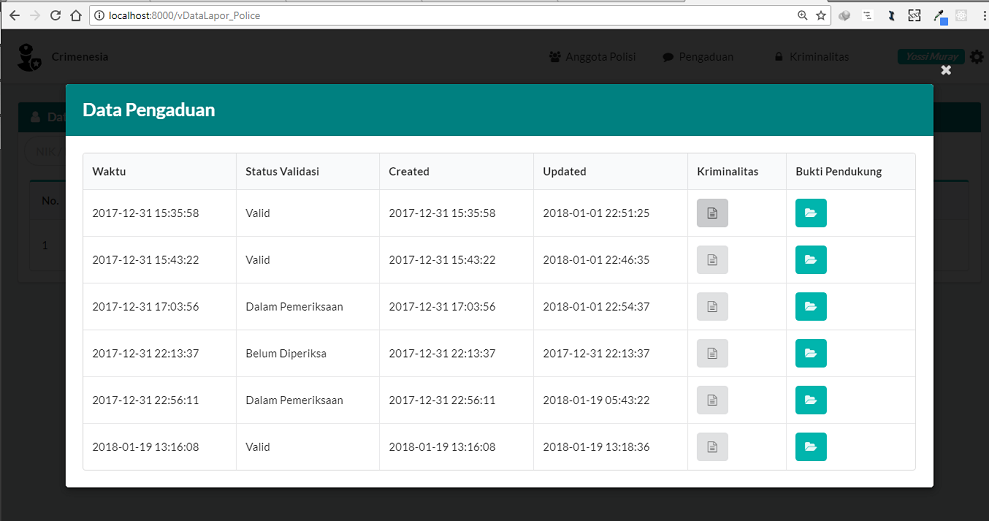 localhost:8000/vDataLapor_Police
Crimenesia
Anggota Polisi
Pengaduan
Kriminalitas
Yossi Muray
Dat
Data Pengaduan
No.
1
Waktu Status Validasi Created Updated Kriminalitas Bukti Pendukung
2017-12-31 15:35:58 Valid 2017-12-31 15:35:58 2018-01-01 22:51:25
2017-12-31 15:43:22 Valid 2017-12-31 15:43:22 2018-01-01 22:46:35
2017-12-31 17:03:56 Dalam Pemeriksaan 2017-12-31 17:03:56 2018-01-01 22:54:37
2017-12-31 22:13:37 Belum Diperiksa 2017-12-31 22:13:37 2017-12-31 22:13:37
2017-12-31 22:56:11 Dalam Pemeriksaan 2017-12-31 22:56:11 2018-01-19 05:43:22
2018-01-19 13:16:08 Valid 2018-01-19 13:16:08 2018-01-19 13:18:36